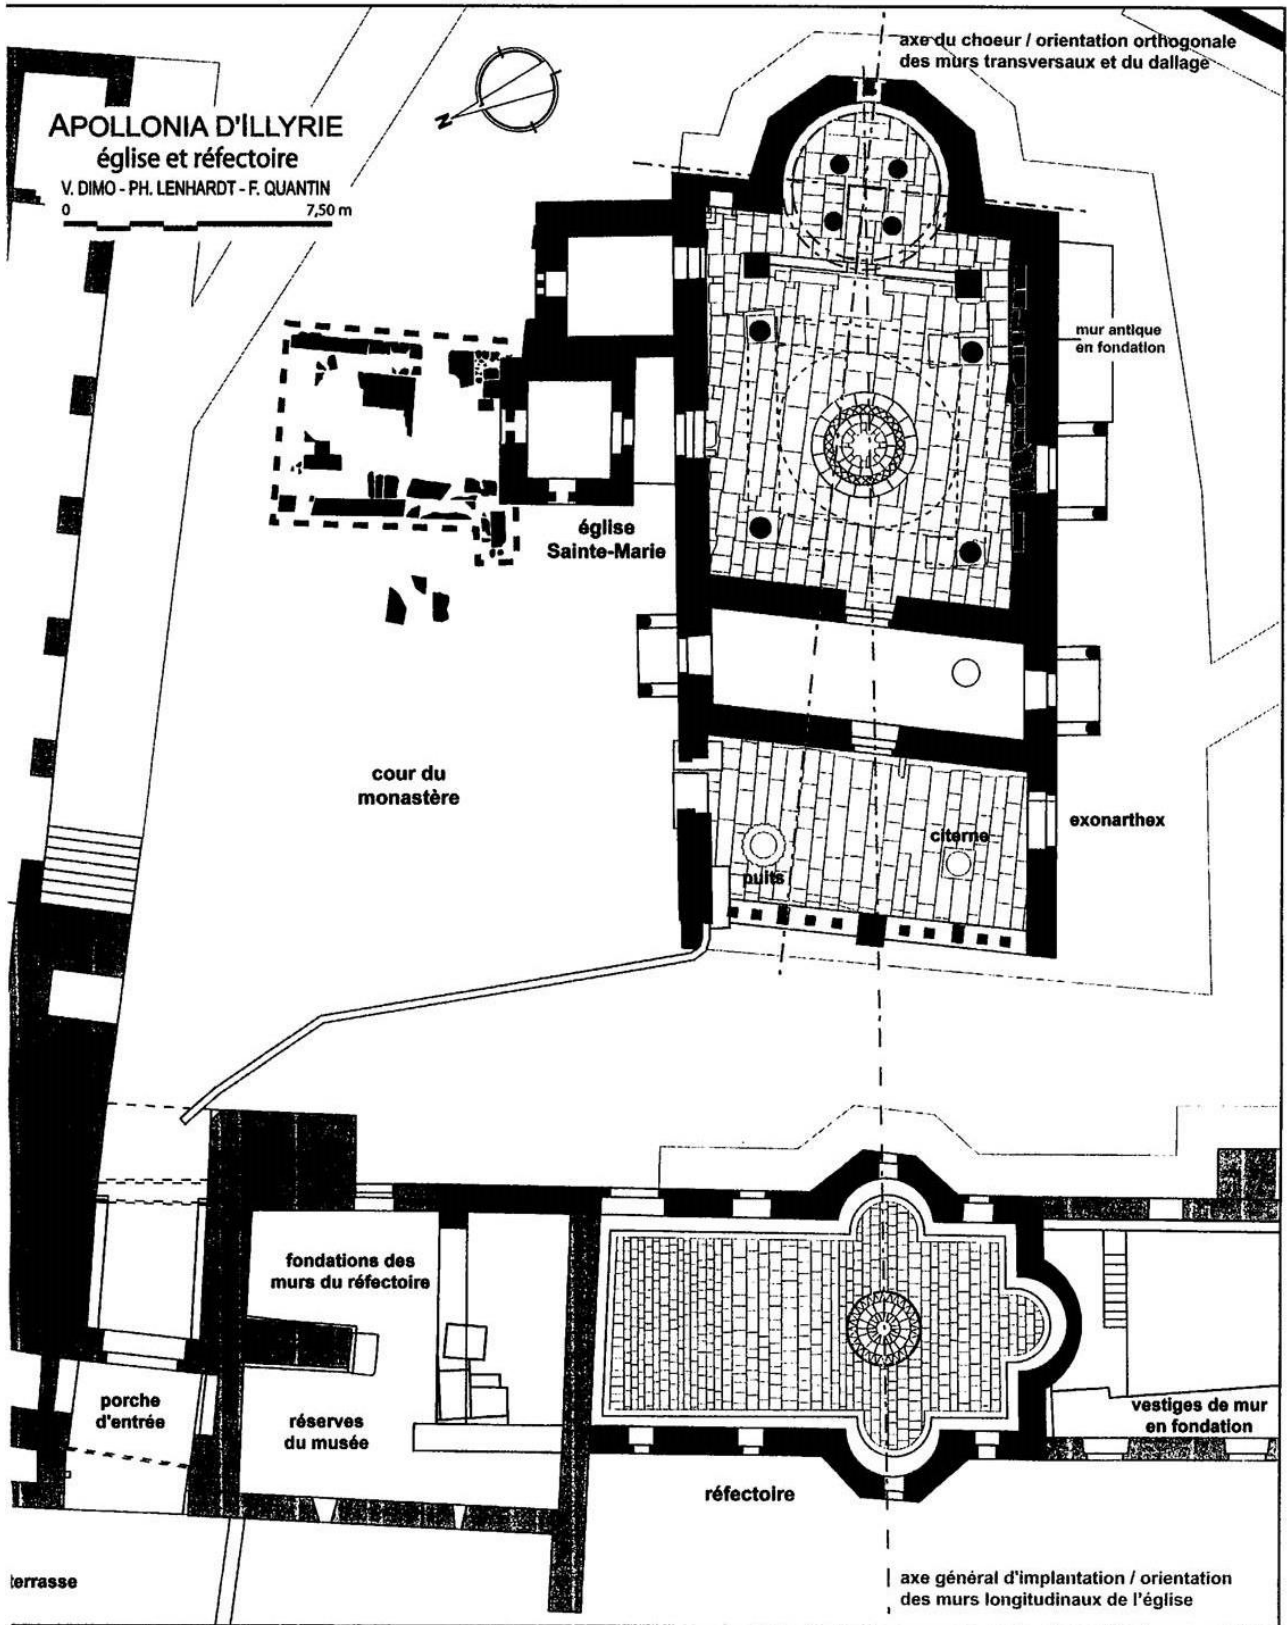 axe du choeur / orientation orthogonale
des murs transversaux et du dallage
N
APOLLONIA D'ILLYRIE
église et réfectoire
V. DIMO - PH. LENHARDT - F. QUANTIN
0 7,50 m
mur antique
en fondation
église
Sainte-Marie
cour du
monastère
exonarthex
citerne
puits
fondations des
murs du réfectoire
porche
d'entrée
réserves
du musée
vestiges de mur
en fondation
réfectoire
terrasse
axe général d'implantation / orientation
des murs longitudinaux de l'église